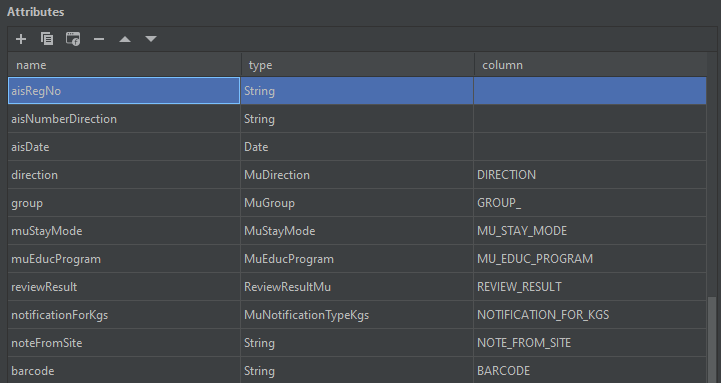 Attributes
name type column
aisRegNo String
aisNumberDirection String
aisDate Date
direction MuDirection DIRECTION
group MuGroup GROUP_
muStayMode MuStayMode MU_STAY_MODE
muEducProgram MuEducProgram MU_EDUC_PROGRAM
reviewResult ReviewResultMu REVIEW_RESULT
notificationForKgs MuNotificationTypeKgs NOTIFICATION_FOR_KGS
noteFromSite String NOTE_FROM_SITE
barcode String BARCODE